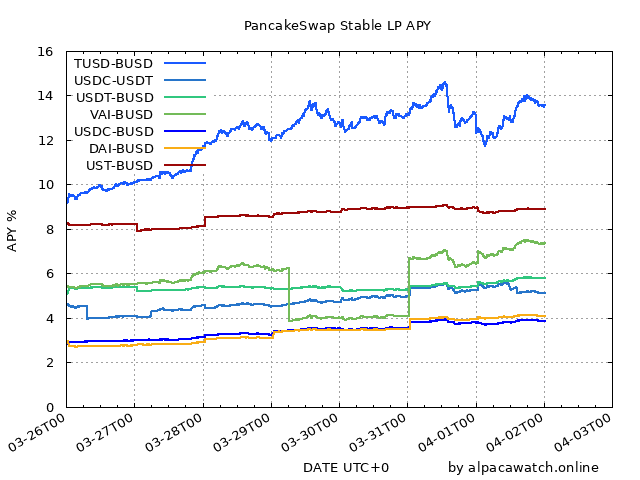 PancakeSwap Stable LP APY
16
14
12
10
8
6
4
2
0
APY %
TUSD-BUSD
USDC-USDT
USDT-BUSD
VAI-BUSD
USDC-BUSD
DAI-BUSD
UST-BUSD
03-26T00
03-27T00
03-28T00
03-29T00
03-30T00
03-31T00
04-01T00
04-02T00
04-03T00
DATE UTC+0
by alpacawatch.online